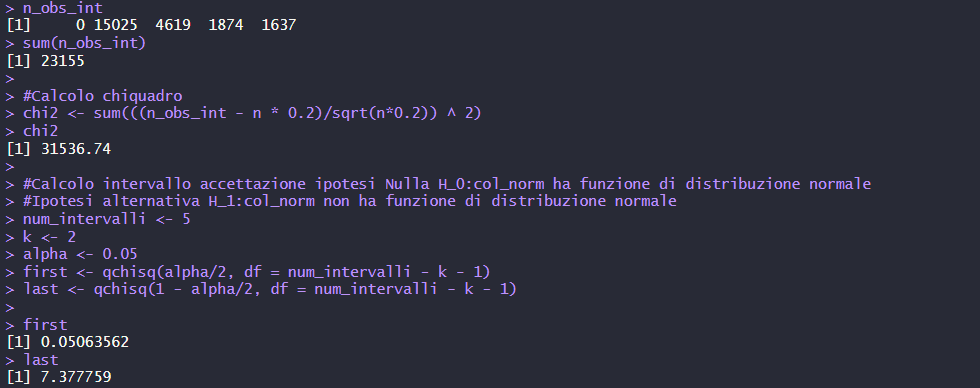 > n_obs_int
[1]     0 15025  4619  1874  1637
> sum(n_obs_int)
[1] 23155
>
> #Calcolo chiquadro
> chi2 <- sum(((n_obs_int - n * 0.2)/sqrt(n*0.2)) ^ 2)
> chi2
[1] 31536.74
>
> #Calcolo intervallo accettazione ipotesi Nulla H_0:col_norm ha funzione di distribuzione normale
> #Ipotesi alternativa H_1:col_norm non ha funzione di distribuzione normale
> num_intervalli <- 5
> k <- 2
> alpha <- 0.05
> first <- qchisq(alpha/2, df = num_intervalli - k - 1)
> last <- qchisq(1 - alpha/2, df = num_intervalli - k - 1)
>
> first
[1] 0.05063562
> last
[1] 7.377759